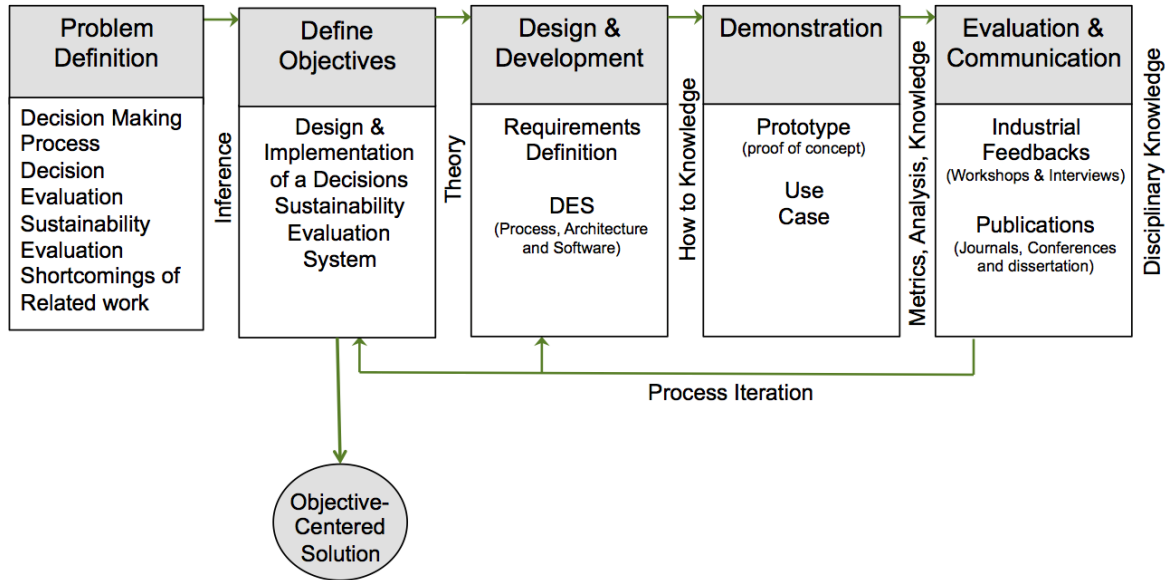 Problem
Definition
Decision Making
Process
Decision
Evaluation
Sustainability
Evaluation
Shortcomings of
Related work
Inference
Define
Objectives
Design &
Implementation
of a Decisions
Sustainability
Evaluation
System
Theory
Design &
Development
Requirements
Definition
DES
(Process, Architecture
and Software)
How to Knowledge
Demonstration
Prototype
(proof of concept)
Use
Case
Metrics, Analysis, Knowledge
Evaluation &
Communication
Industrial
Feedbacks
(Workshops & Interviews)
Publications
(Journals, Conferences
and dissertation)
Disciplinary Knowledge
Process Iteration
Objective-
Centered
Solution